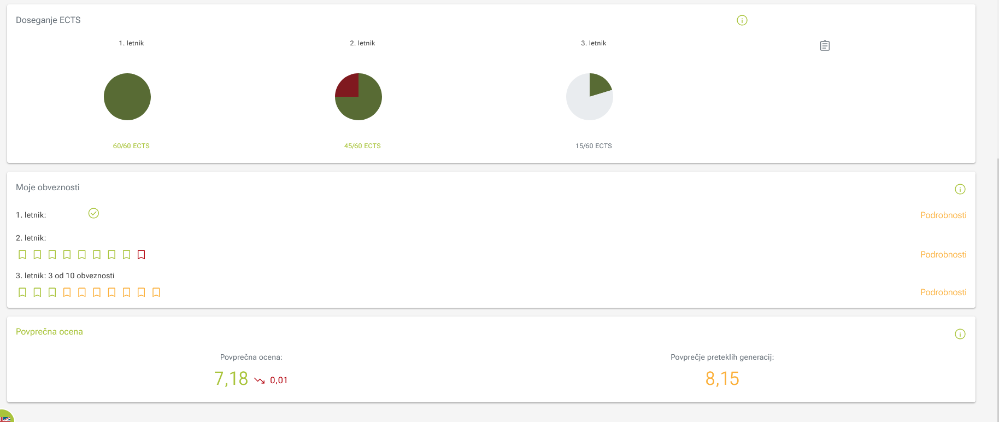 Doseganje ECTS
1. letnik
2. letnik
3. letnik
60/60 ECTS
45/60 ECTS
15/60 ECTS
Moje obveznosti
1. letnik:
Podrobnosti
2. letnik:
Podrobnosti
3. letnik: 3 od 10 obveznosti
Podrobnosti
Povprečna ocena
Povprečna ocena:
Povprečje preteklih generacij:
7,18 0,01
8,15